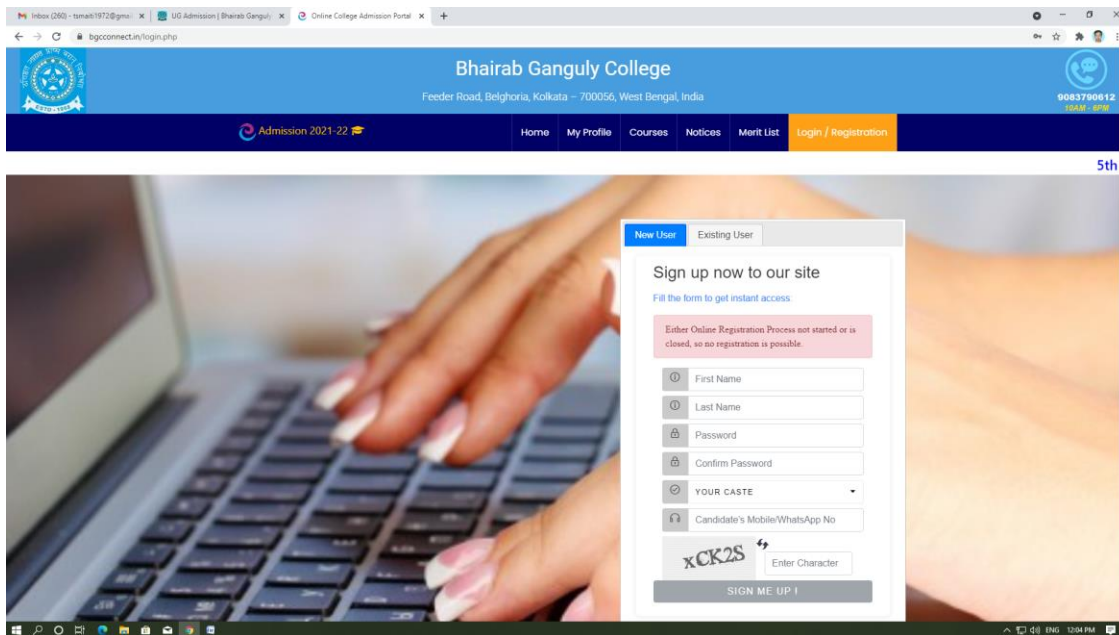 Inbox (260) - tsmaiti1972@gmai
UG Admission | Bhairab Ganguly
Online College Admission Portal
bgcconnect.in/login.php
Bhairab Ganguly College
Feeder Road, Belghoria, Kolkata – 700056, West Bengal, India
ESTD - 1968
9083790612
10AM - 6PM
Admission 2021-22
Home
My Profile
Courses
Notices
Merit List
Login / Registration
5th
New User
Existing User
Sign up now to our site
Fill the form to get instant access
Either Online Registration Process not started or is
closed, so no registration is possible.
First Name
Last Name
Password
Confirm Password
YOUR CASTE
Candidate's Mobile/WhatsApp No
xCK2S
Enter Character
SIGN ME UP !
ENG
12:04 PM